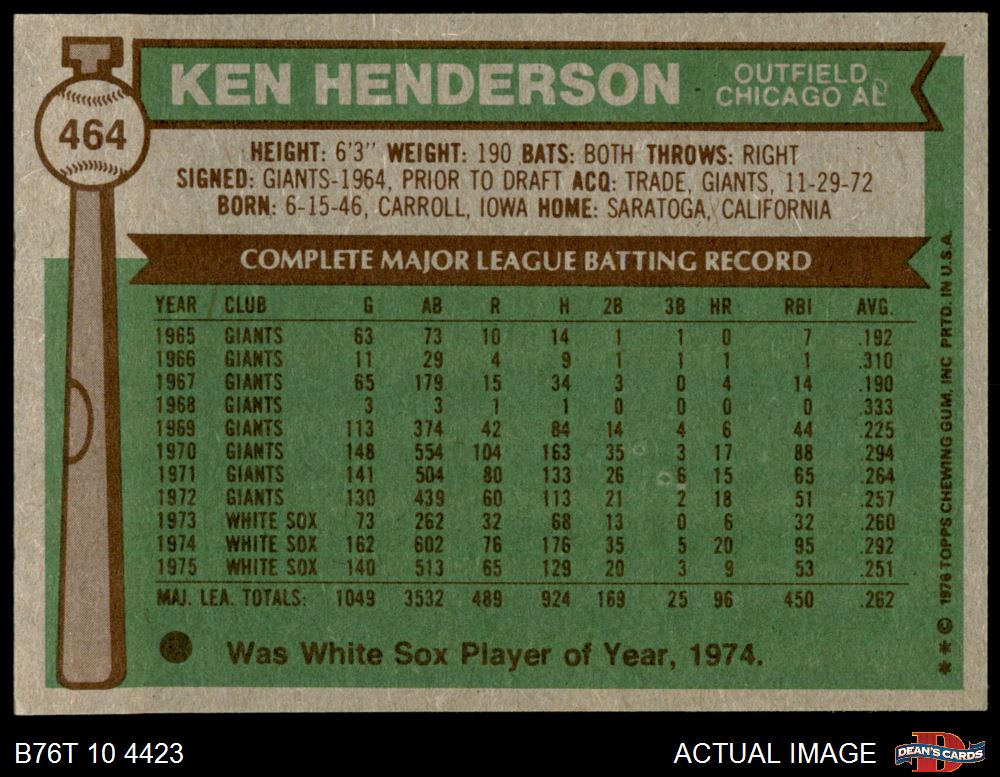 KEN HENDERSON
OUTFIELD
CHICAGO AL
464
HEIGHT: 6'3" WEIGHT: 190 BATS: BOTH THROWS: RIGHT
SIGNED: GIANTS-1964, PRIOR TO DRAFT ACQ: TRADE, GIANTS, 11-29-72
BORN: 6-15-46, CARROLL, IOWA HOME: SARATOGA, CALIFORNIA
COMPLETE MAJOR LEAGUE BATTING RECORD
YEAR CLUB G AB R H 2B 3B HR RBI AVG.
1965 GIANTS 63 73 10 14 1 1 0 7 .192
1966 GIANTS 11 29 4 9 1 1 1 1 .310
1967 GIANTS 65 179 15 34 3 0 4 14 .190
1968 GIANTS 3 3 1 1 0 0 0 0 .333
1969 GIANTS 113 374 42 84 14 4 6 44 .225
1970 GIANTS 148 554 104 163 35 3 17 88 .294
1971 GIANTS 141 504 80 133 26 6 15 65 .264
1972 GIANTS 130 439 60 113 21 2 18 51 .257
1973 WHITE SOX 73 262 32 68 13 0 6 32 .260
1974 WHITE SOX 162 602 76 176 35 5 20 95 .292
1975 WHITE SOX 140 513 65 129 20 3 9 53 .251
MAJ. LEA. TOTALS: 1049 3532 489 924 169 25 96 450 .262
Was White Sox Player of Year, 1974.
** © 1976 TOPPS CHEWING GUM, INC PRTD. IN U.S.A.
B76T 10 4423
ACTUAL IMAGE
D
DEAN'S CARDS